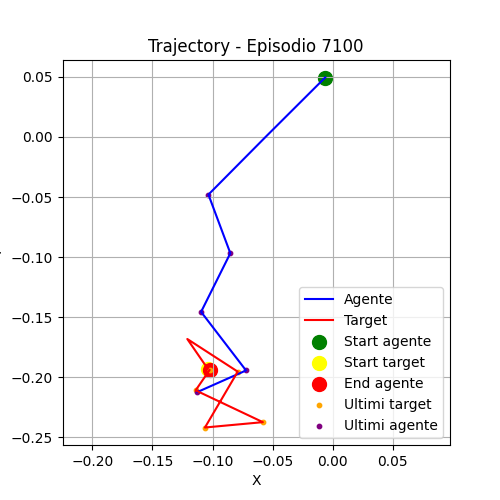 Trajectory - Episodio 7100
0.05
0.00
−0.05
−0.10
−0.15
−0.20
−0.25
Agente
Target
Start agente
Start target
End agente
Ultimi target
Ultimi agente
−0.20 −0.15 −0.10 −0.05 0.00 0.05
X